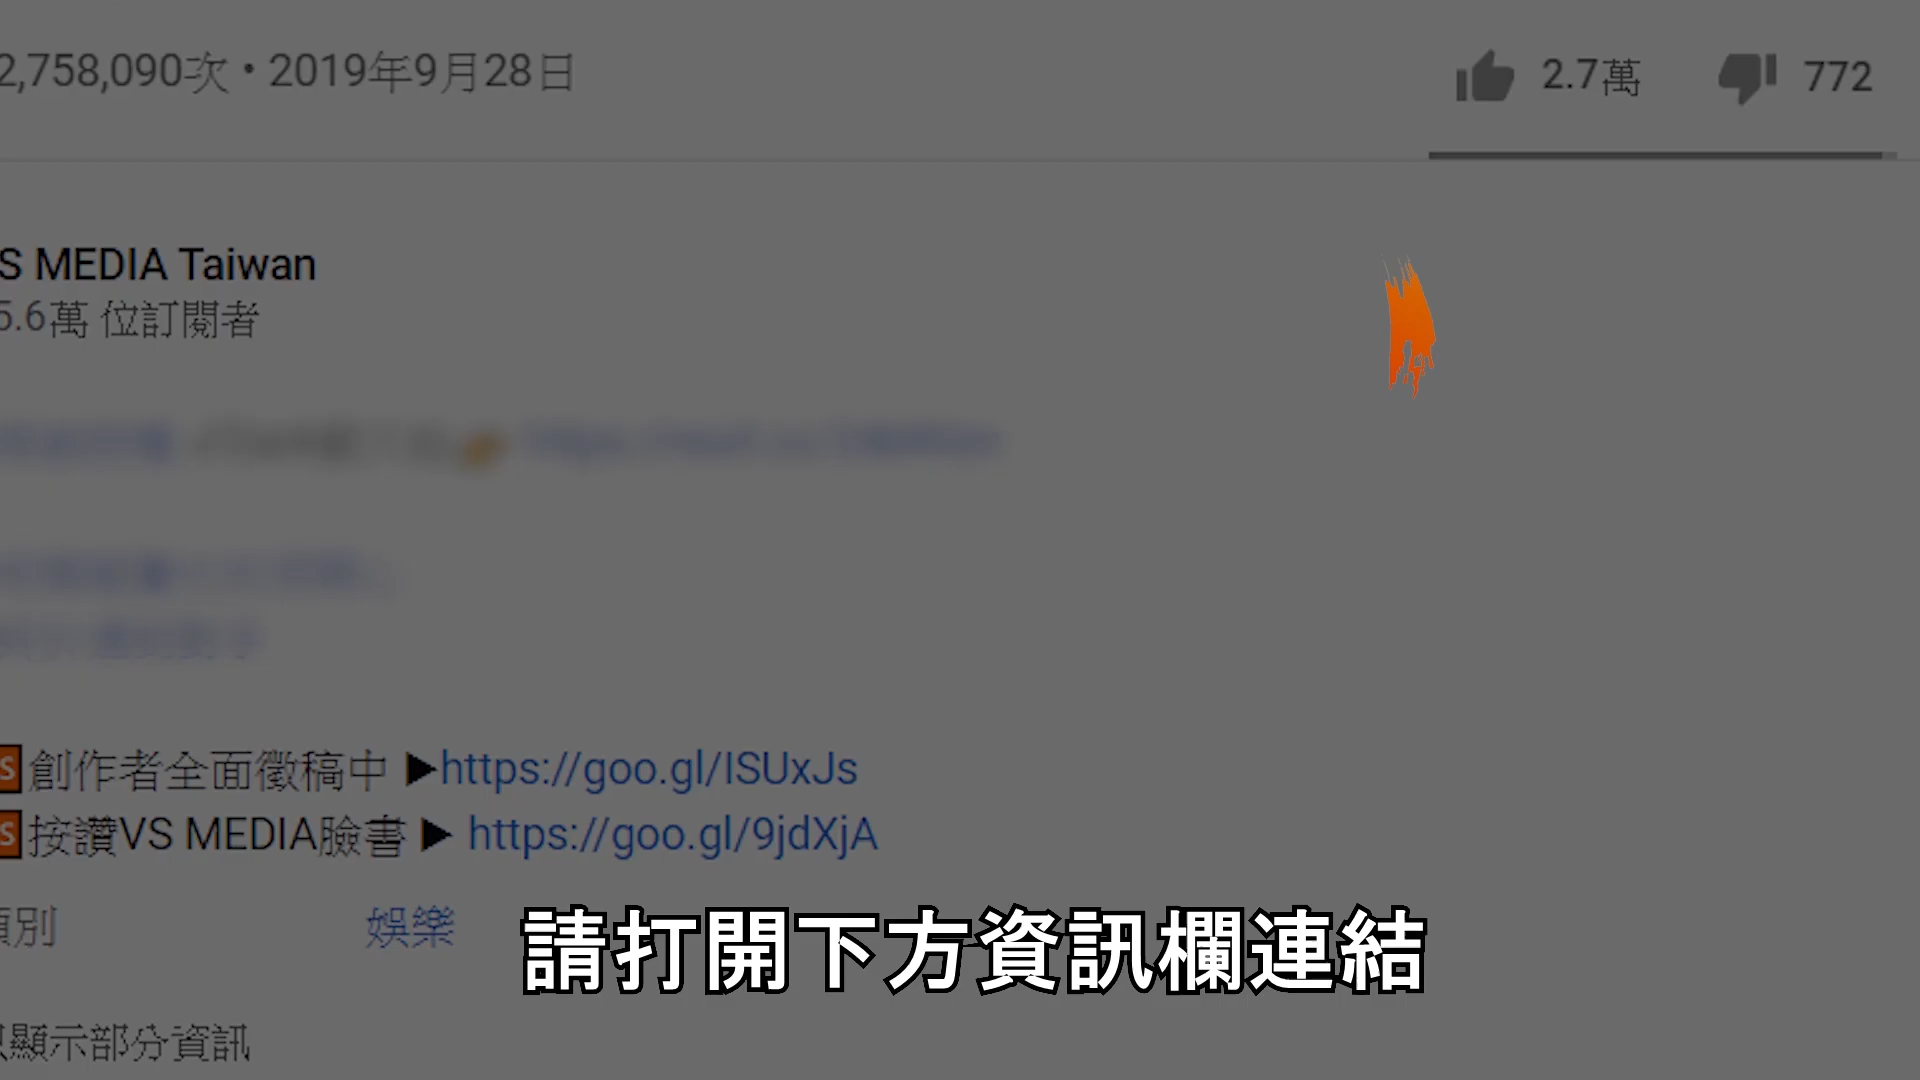 2,758,090次 • 2019年9月28日
2.7萬
772
S MEDIA Taiwan
5.6萬 位訂閱者
S 創作者全面徵稿中 ▶https://goo.gl/ISUxJs
S 按讚VS MEDIA臉書 ▶ https://goo.gl/9jdXjA
類別
娛樂
請打開下方資訊欄連結
只顯示部分資訊